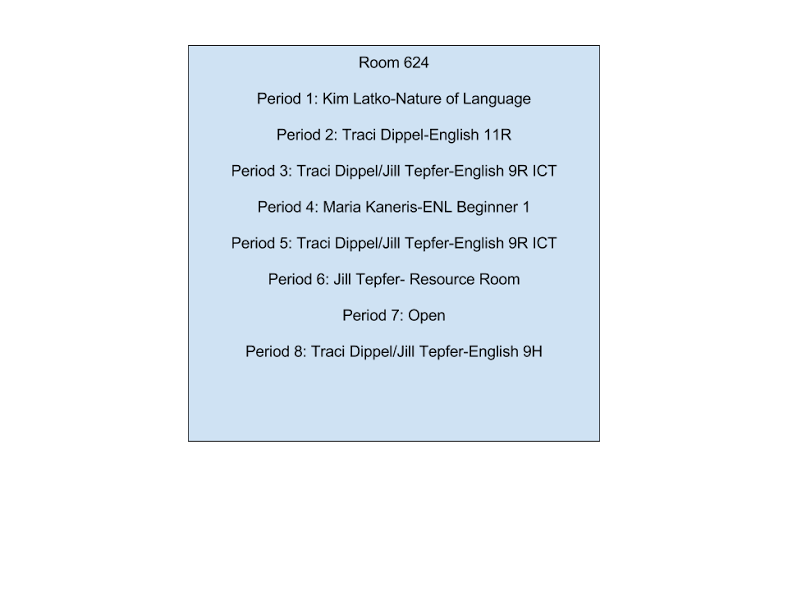 Room 624
Period 1: Kim Latko-Nature of Language
Period 2: Traci Dippel-English 11R
Period 3: Traci Dippel/Jill Tepfer-English 9R ICT
Period 4: Maria Kaneris-ENL Beginner 1
Period 5: Traci Dippel/Jill Tepfer-English 9R ICT
Period 6: Jill Tepfer- Resource Room
Period 7: Open
Period 8: Traci Dippel/Jill Tepfer-English 9H